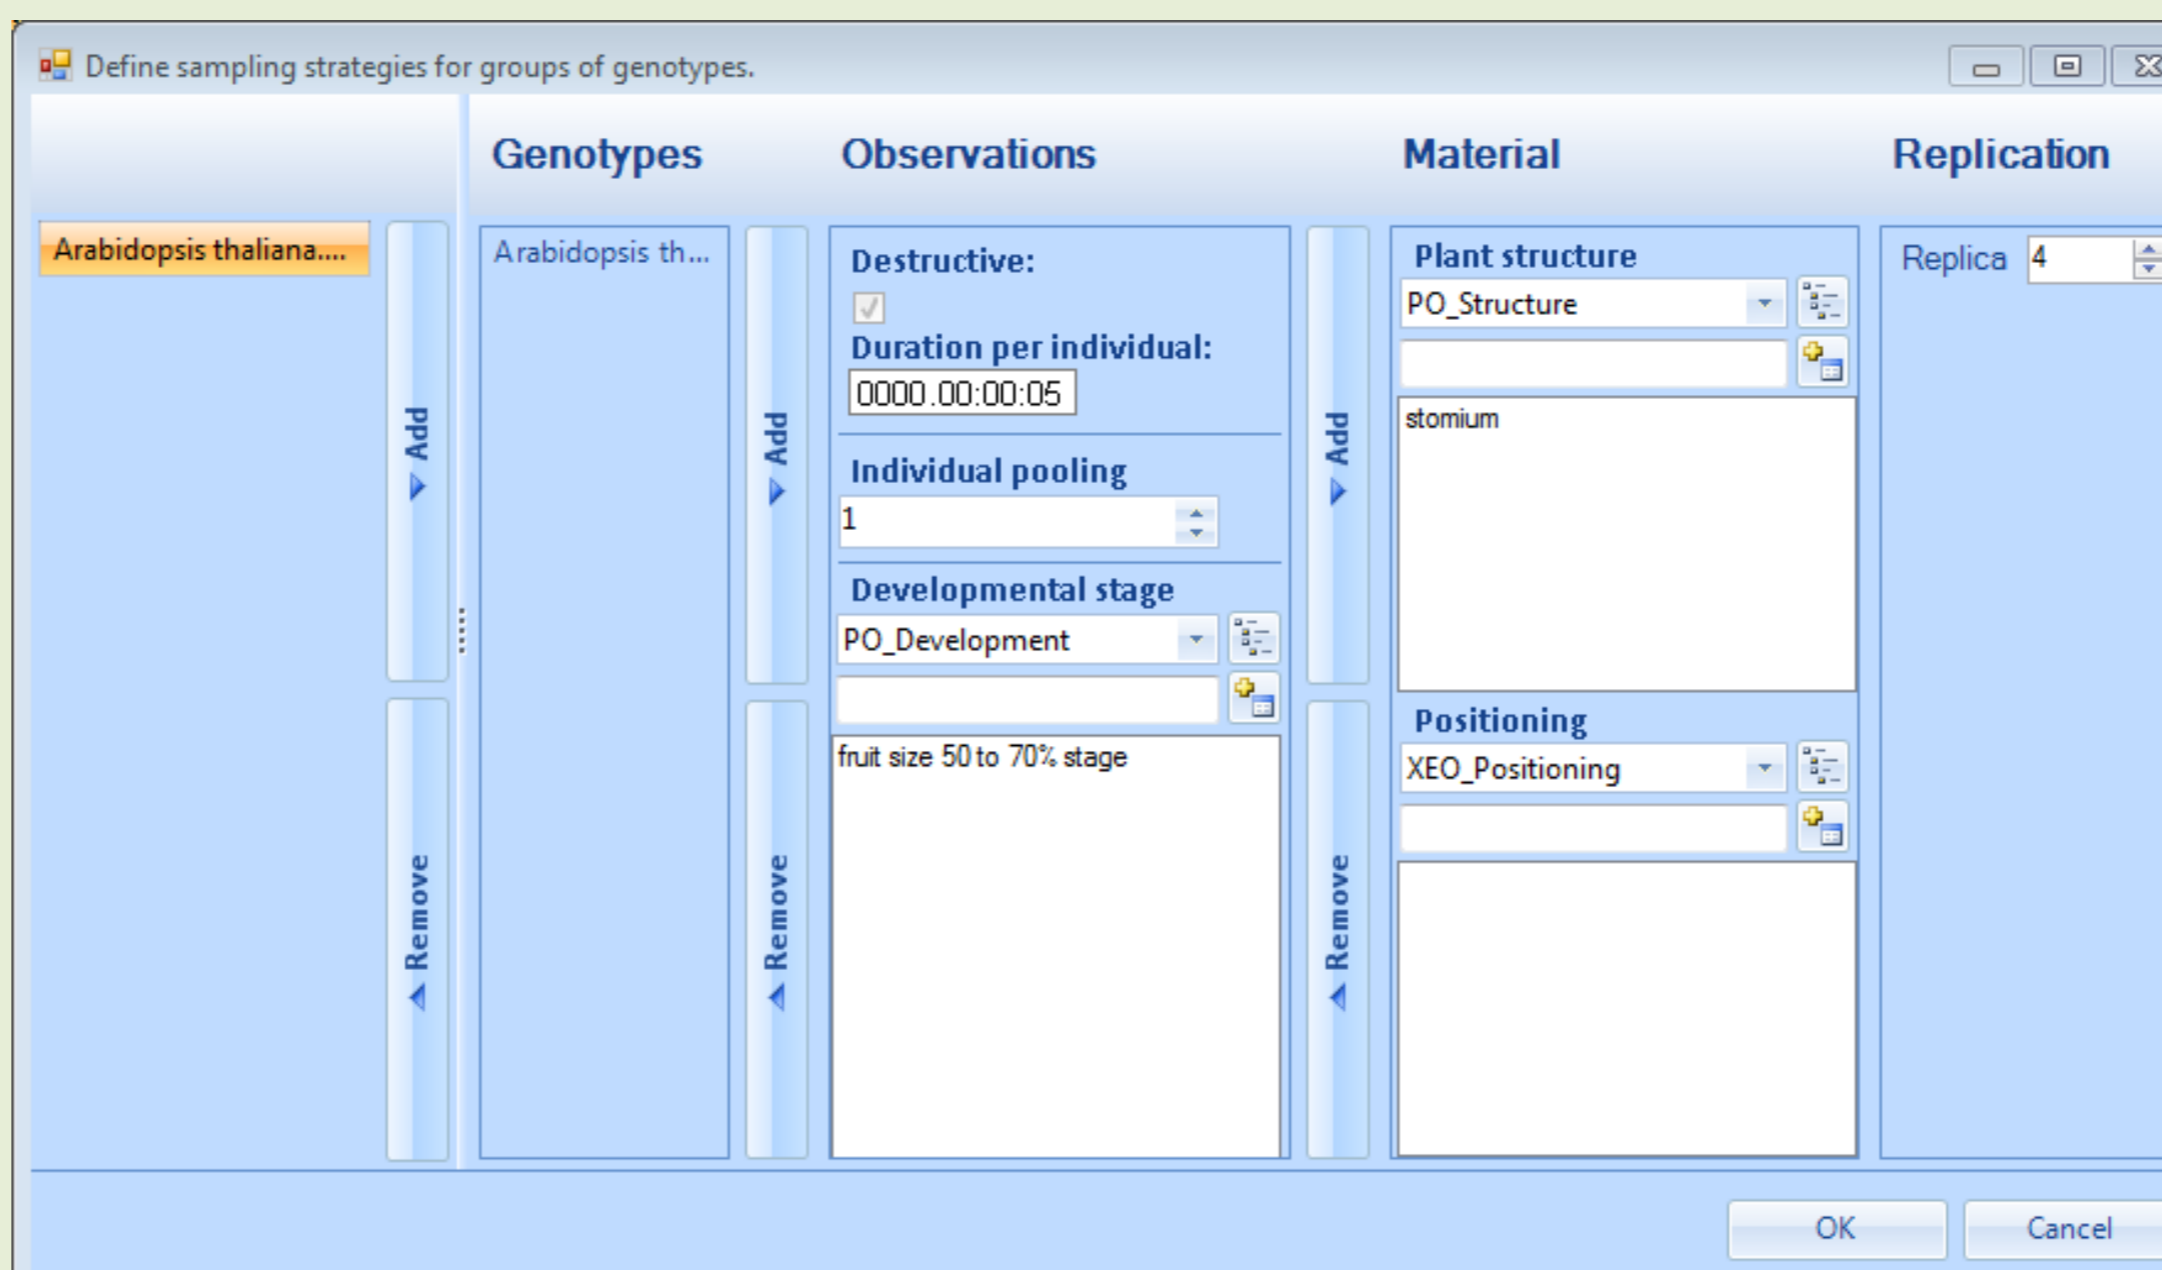 Define sampling strategies for groups of genotypes.
Genotypes
Observations
Material
Replication
Arabidopsis thaliana....
Add
Remove
Arabidopsis th...
Add
Remove
Destructive:
Duration per individual:
0000.00:00:05
Individual pooling
1
Developmental stage
PO_Development
fruit size 50 to 70% stage
Add
Remove
Plant structure
PO_Structure
stomium
Positioning
XEO_Positioning
Replica 4
OK
Cancel